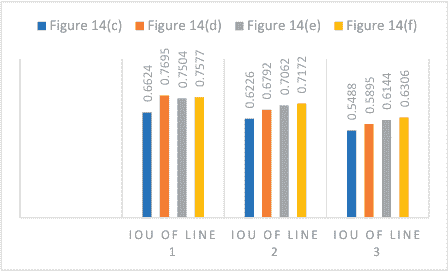 Figure 14(c) Figure 14(d) Figure 14(e) Figure 14(f)
0.6624 0.7695 0.7504 0.7577 0.6226 0.6792 0.7062 0.7172 0.5488 0.5895 0.6144 0.6306
IOU OF LINE IOU OF LINE IOU OF LINE
1 2 3